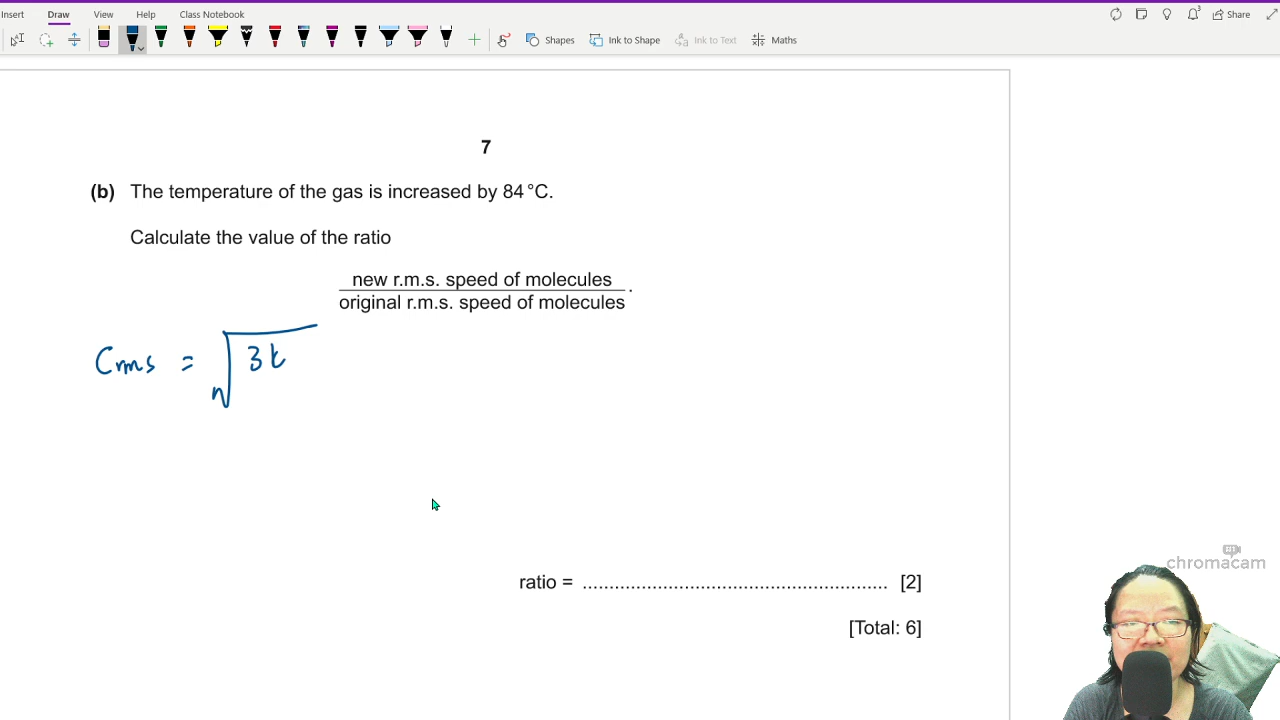 Insert Draw View Help Class Notebook
3 Share
Shapes Ink to Shape Ink to Text Maths
7
(b) The temperature of the gas is increased by 84 °C.
Calculate the value of the ratio
new r.m.s. speed of molecules
original r.m.s. speed of molecules .
Crms = √3k
ratio = .......................................................... [2]
[Total: 6]
chromacam